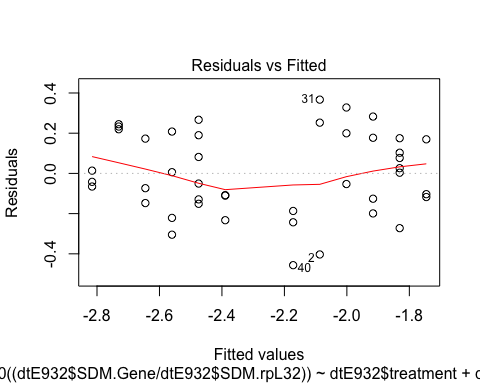 Residuals vs Fitted
Residuals
0.4
0.2
0.0
-0.4
31
2
40
-2.8 -2.6 -2.4 -2.2 -2.0 -1.8
Fitted values
0((dtE932$SDM.Gene/dtE932$SDM.rpL32)) ~ dtE932$treatment +